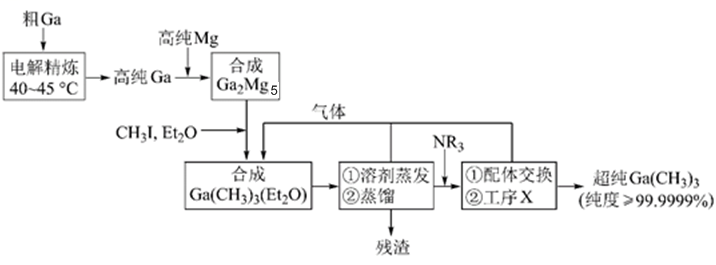 粗Ga
电解精炼
40~45 °C
高纯Ga
高纯Mg
合成
Ga₂Mg₅
CH₃I, Et₂O
气体
合成
Ga(CH₃)₃(Et₂O)
①溶剂蒸发
②蒸馏
残渣
NR₃
①配体交换
②工序X
超纯Ga(CH₃)₃
(纯度≥99.9999%)